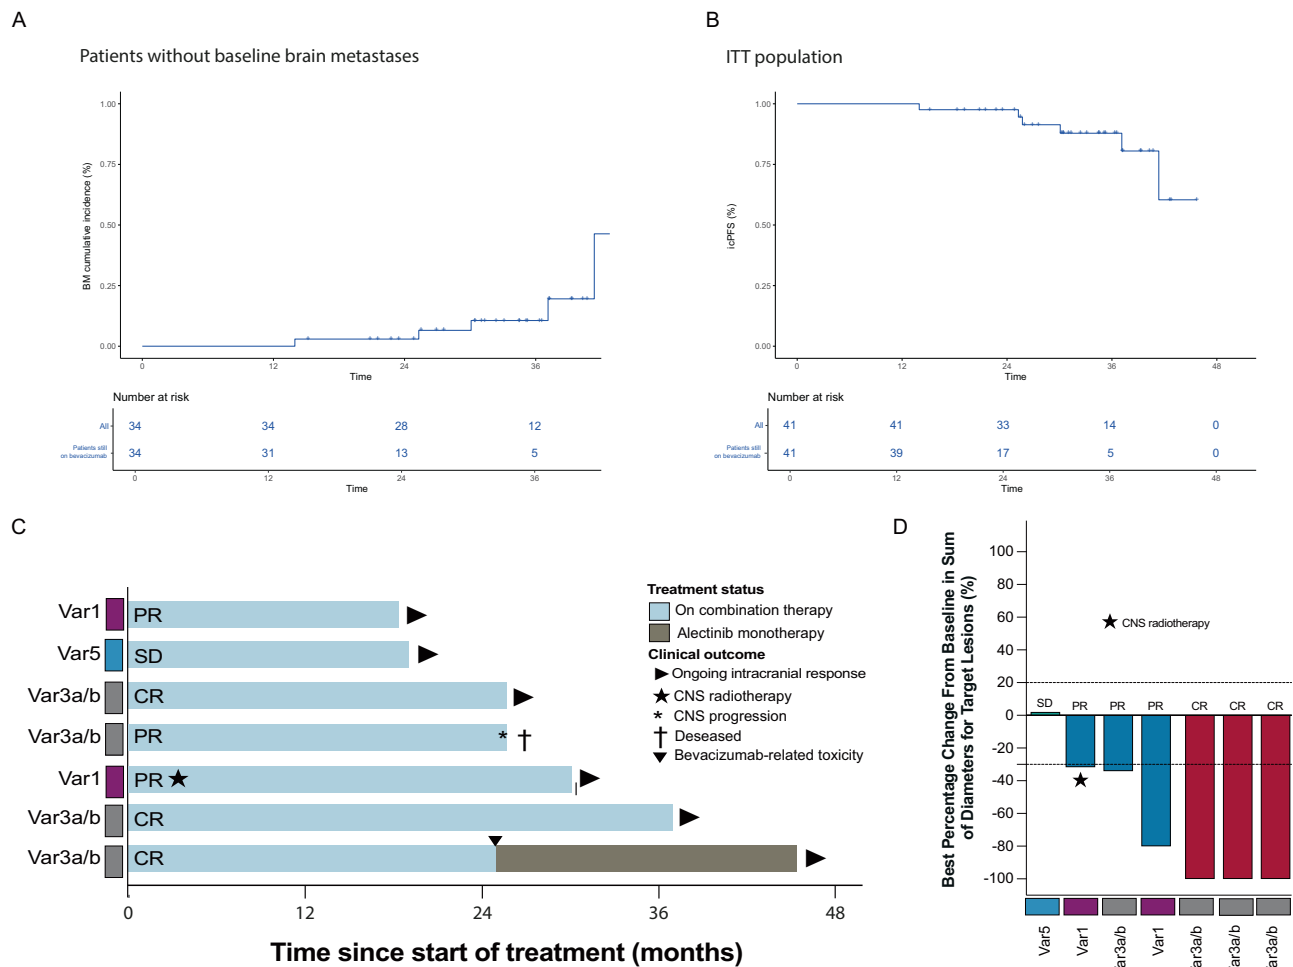 A
Patients without baseline brain metastases
BM cumulative incidence (%)
1.00
0.75
0.50
0.25
0.00
0 12 24 36
Time
Number at risk
All 34 34 28 12
Patients still
on bevacizumab
34 31 13 5
0 12 24 36
Time
B
ITT population
icPFS (%)
1.00
0.75
0.50
0.25
0.00
0 12 24 36 48
Time
Number at risk
All 41 41 33 14 0
Patients still
on bevacizumab
41 39 17 5 0
0 12 24 36 48
Time
C
Var1 PR
Var5 SD
Var3a/b CR
Var3a/b PR *
Var1 PR
Var3a/b CR
Var3a/b CR
0 12 24 36 48
Time since start of treatment (months)
Treatment status
On combination therapy
Alectinib monotherapy
Clinical outcome
Ongoing intracranial response
CNS radiotherapy
* CNS progression
† Deseased
Bevacizumab-related toxicity
D
Best Percentage Change From Baseline in Sum
of Diameters for Target Lesions (%)
100
80
60
40
20
0
-20
-40
-60
-80
-100
CNS radiotherapy
SD PR PR PR CR CR CR
Var5 Var1 Var3a/b Var1 Var3a/b Var3a/b Var3a/b